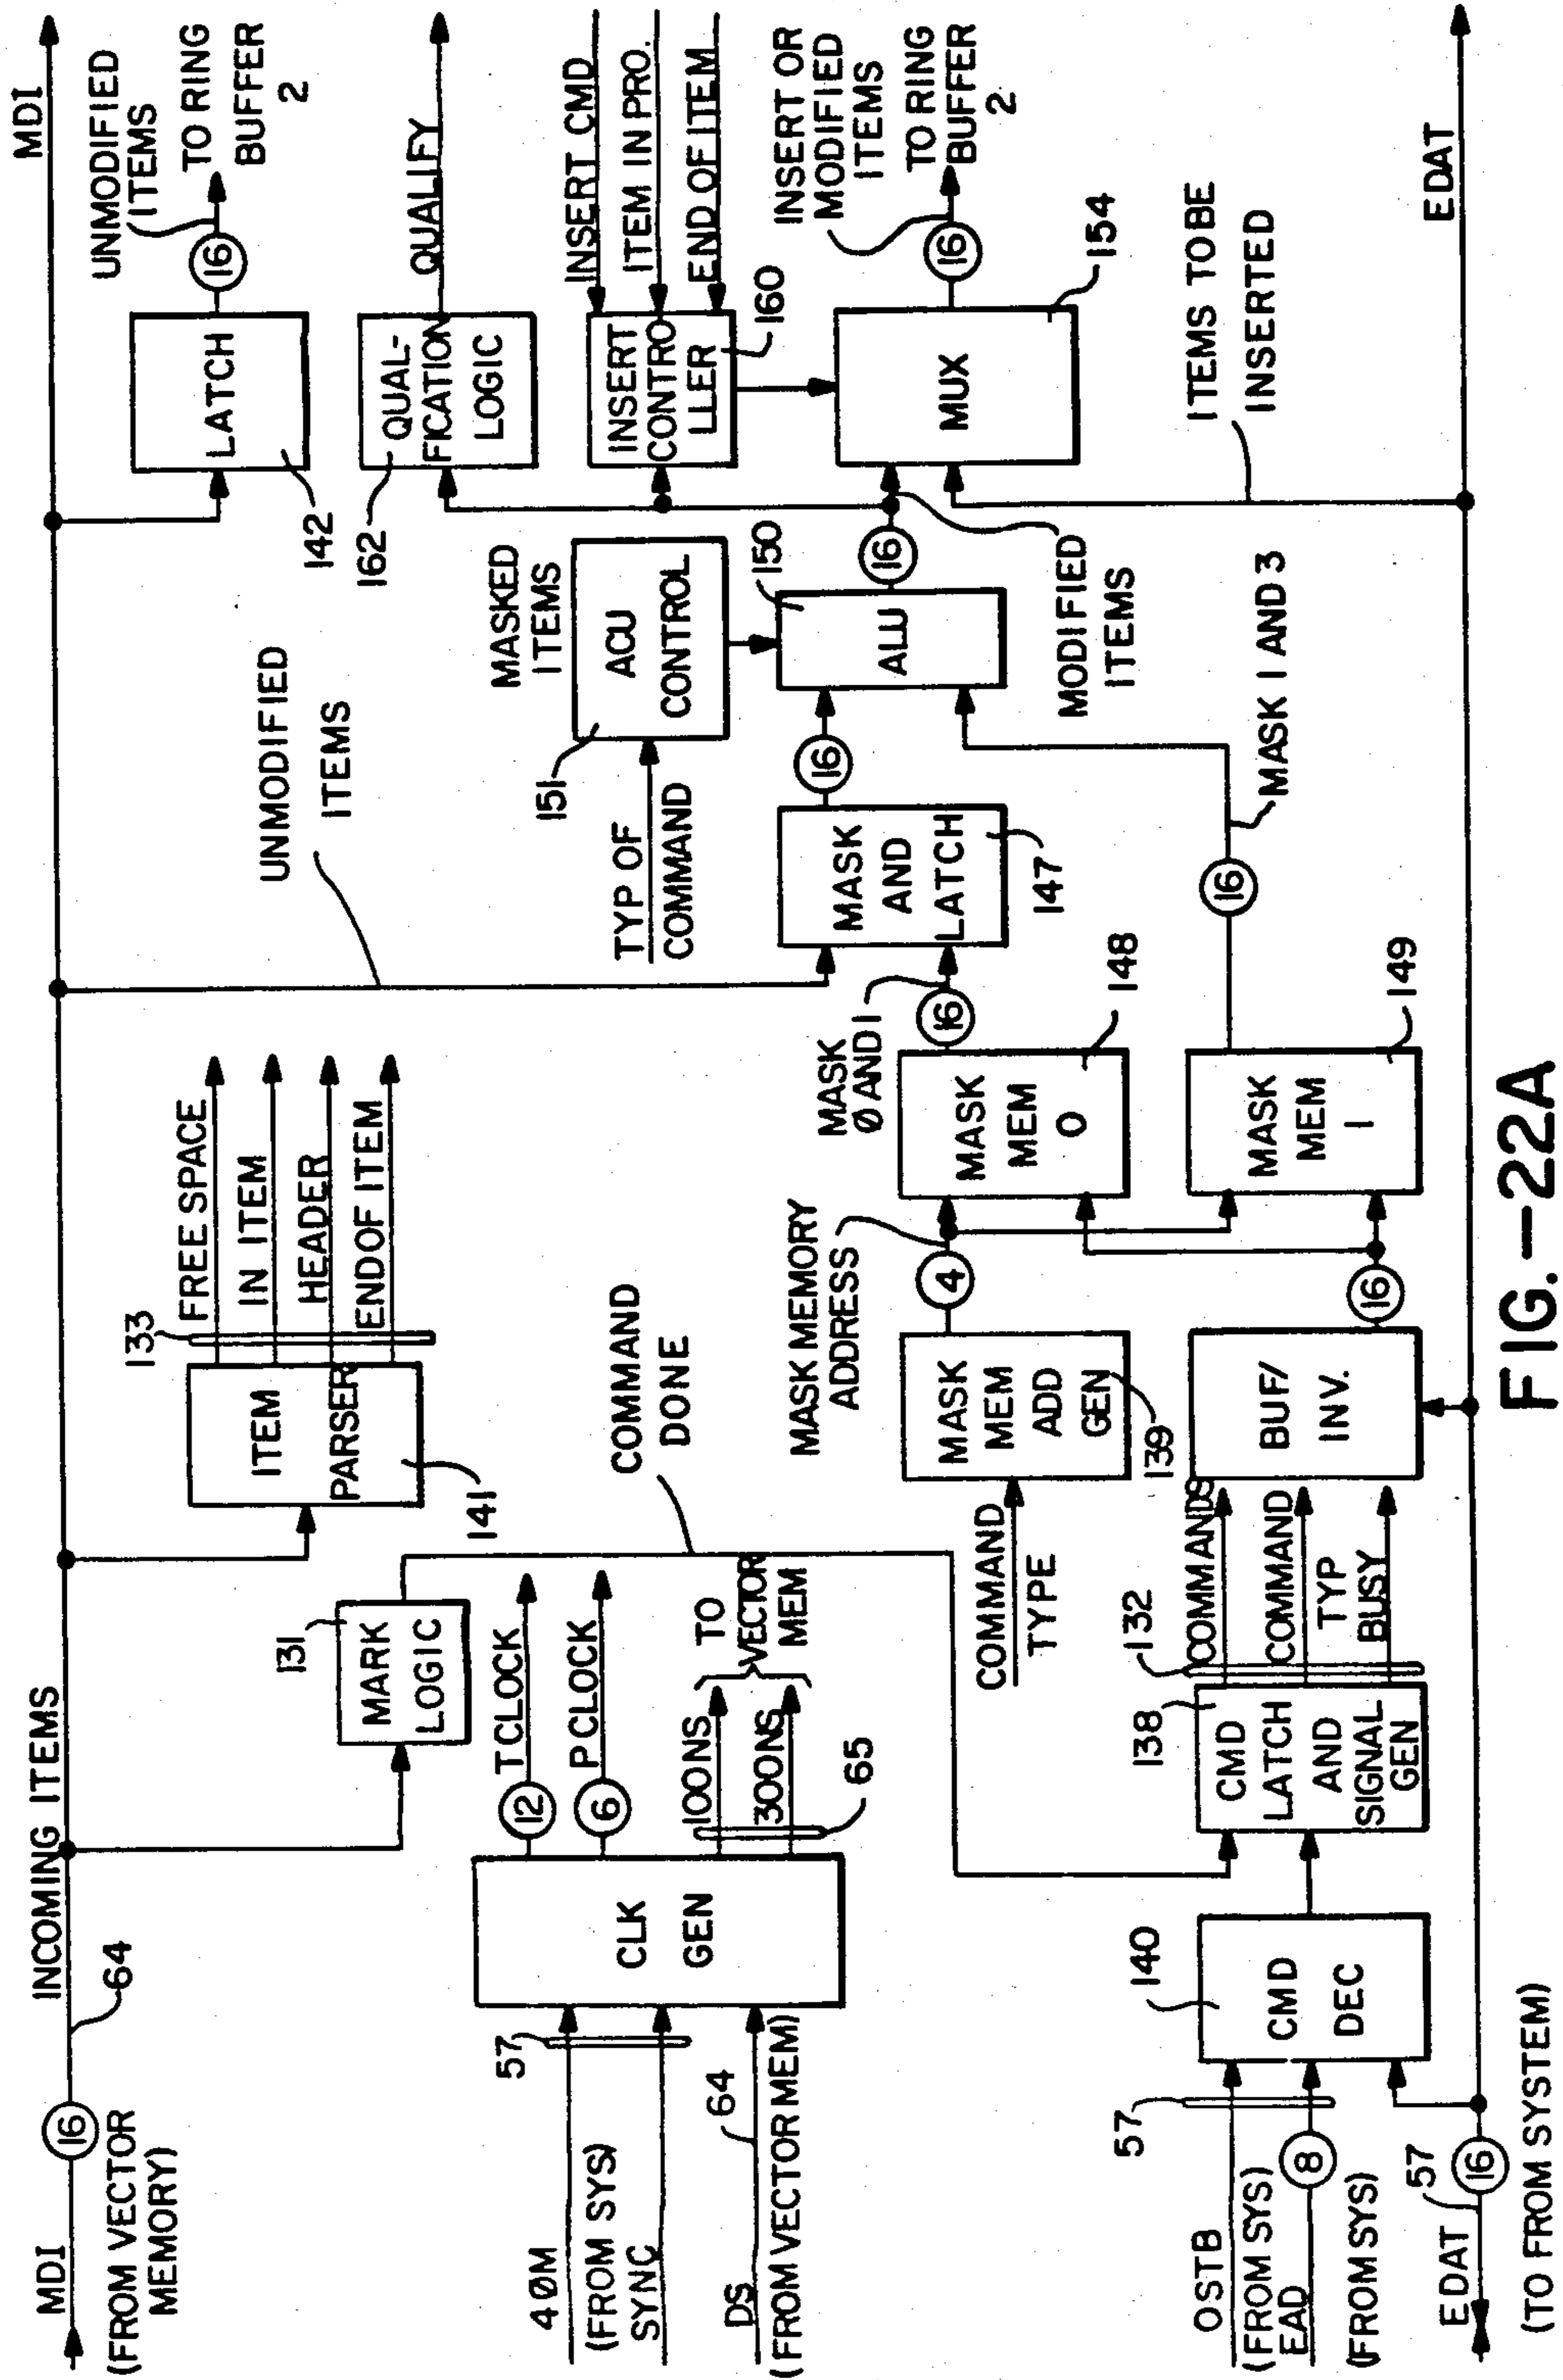 MDI
(FROM VECTOR
MEMORY)
16
64
INCOMING ITEMS
MDI
131
MARK
LOGIC
ITEM
PARSER
141
133
FREE SPACE
IN ITEM
HEADER
END OF ITEM
UNMODIFIED
ITEMS
LATCH
142
16
UNMODIFIED
ITEMS
TO RING
BUFFER
2
40M
(FROM SYS)
SYNC
57
DS
64
(FROM VECTOR MEM)
CLK
GEN
12
T CLOCK
6
P CLOCK
100NS
300NS
65
TO
VECTOR
MEM
COMMAND
DONE
TYP OF
COMMAND
151
MASKED
ITEMS
ACU
CONTROL
162
QUAL-
FICATION
LOGIC
QUALIFY
INSERT
CONTRO
LLER
160
INSERT CMD
ITEM IN PRO.
END OF ITEM
MASK
AND
LATCH
147
16
ALU
150
16
MODIFIED
ITEMS
MUX
154
16
INSERT OR
MODIFIED
ITEMS
TO RING
BUFFER
2
COMMAND
TYPE
MASK
MEM
ADD
GEN
139
4
MASK MEMORY
ADDRESS
MASK
MEM
0
148
16
MASK
Ø AND 1
OSTB
(FROM SYS)
EAD
8
(FROM SYS)
57
CMD
DEC
140
138
CMD
LATCH
AND
SIGNAL
GEN
132
COMMANDS
COMMAND
TYP
BUSY
BUF/
INV.
16
MASK
MEM
1
149
16
MASK 1 AND 3
ITEMS TO BE
INSERTED
EDAT
57
16
(TO FROM SYSTEM)
EDAT
FIG.-22A